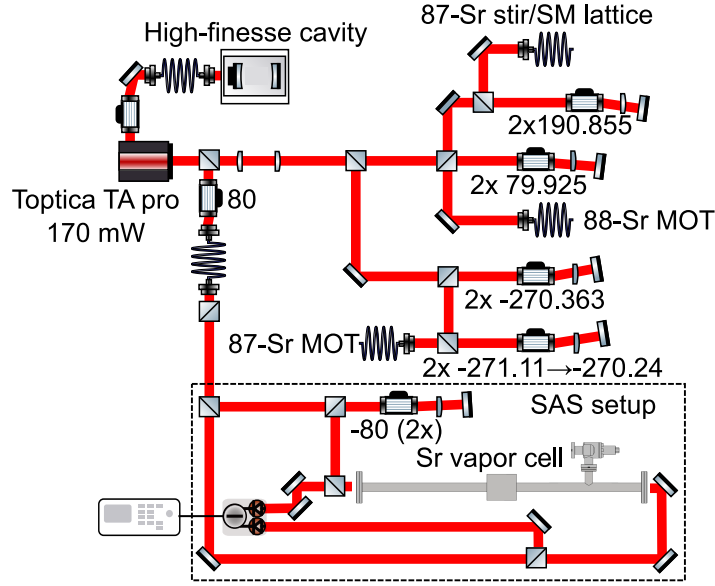 87-Sr stir/SM lattice
High-finesse cavity
2x190.855
Toptica TA pro
170 mW
80
2x 79.925
88-Sr MOT
2x -270.363
87-Sr MOT
2x -271.11→-270.24
SAS setup
-80 (2x)
Sr vapor cell